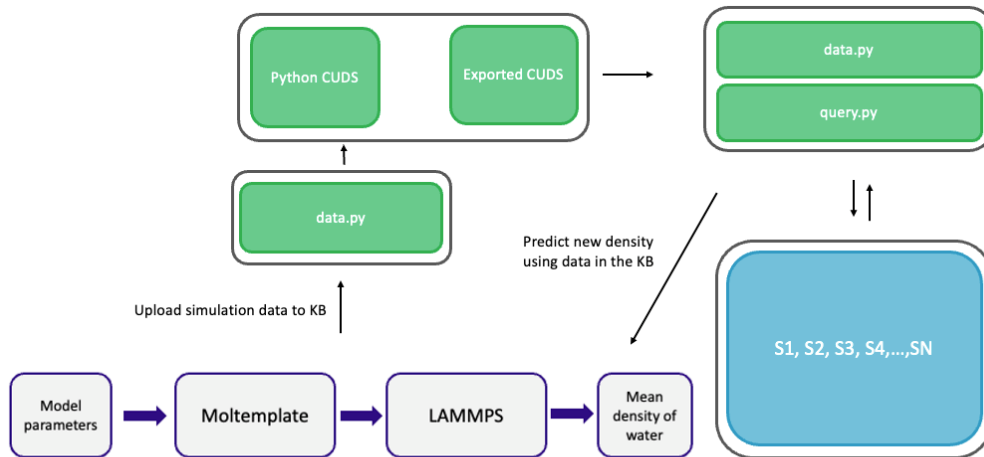 Python CUDS
Exported CUDS
data.py
query.py
data.py
Predict new density
using data in the KB
Upload simulation data to KB
S1, S2, S3, S4,...,SN
Model
parameters
Moltemplate
LAMMPS
Mean
density of
water